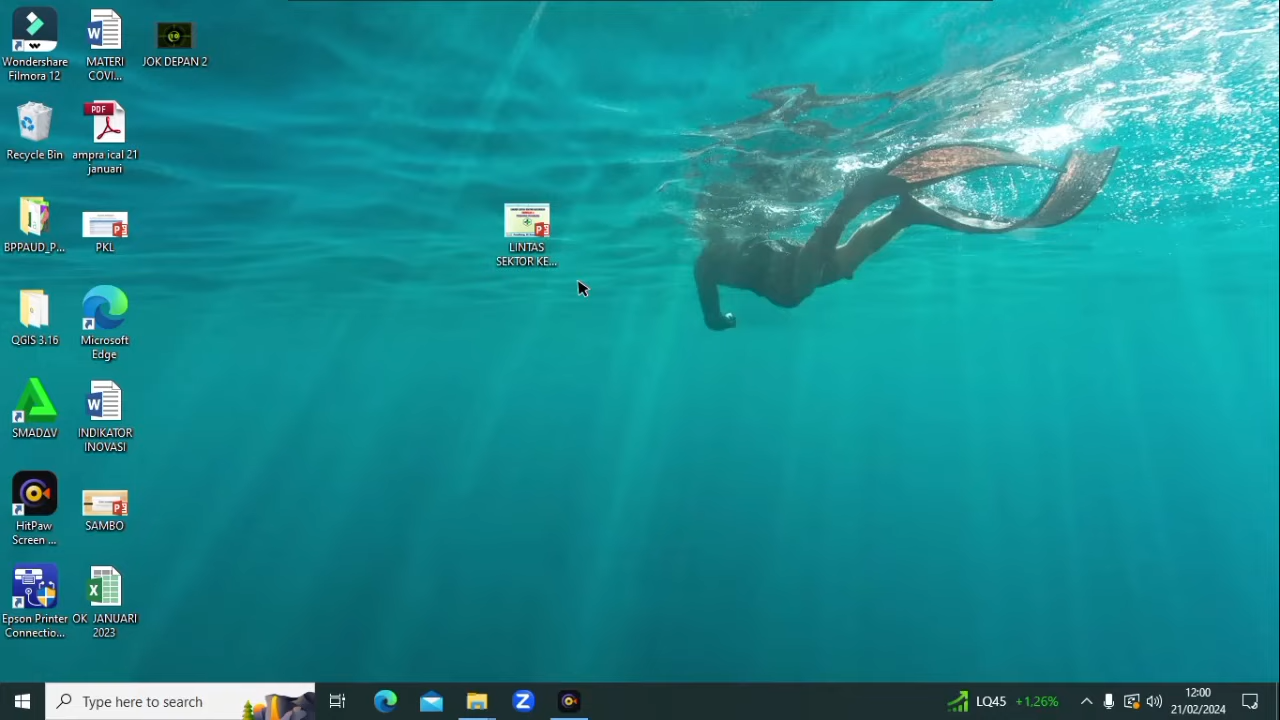 Wondershare
Filmora 12
MATERI
COVI...
JOK DEPAN 2
Recycle Bin
PDF
ampra ical 21
januari
BPPAUD_P...
PKL
LINTAS
SEKTOR KE...
QGIS 3.16
Microsoft
Edge
SMADΔV
INDIKATOR
INOVASI
HitPaw
Screen ...
SAMBO
Epson Printer
Connectio...
OK JANUARI
2023
Type here to search
LQ45 +1,26%
12:00
21/02/2024